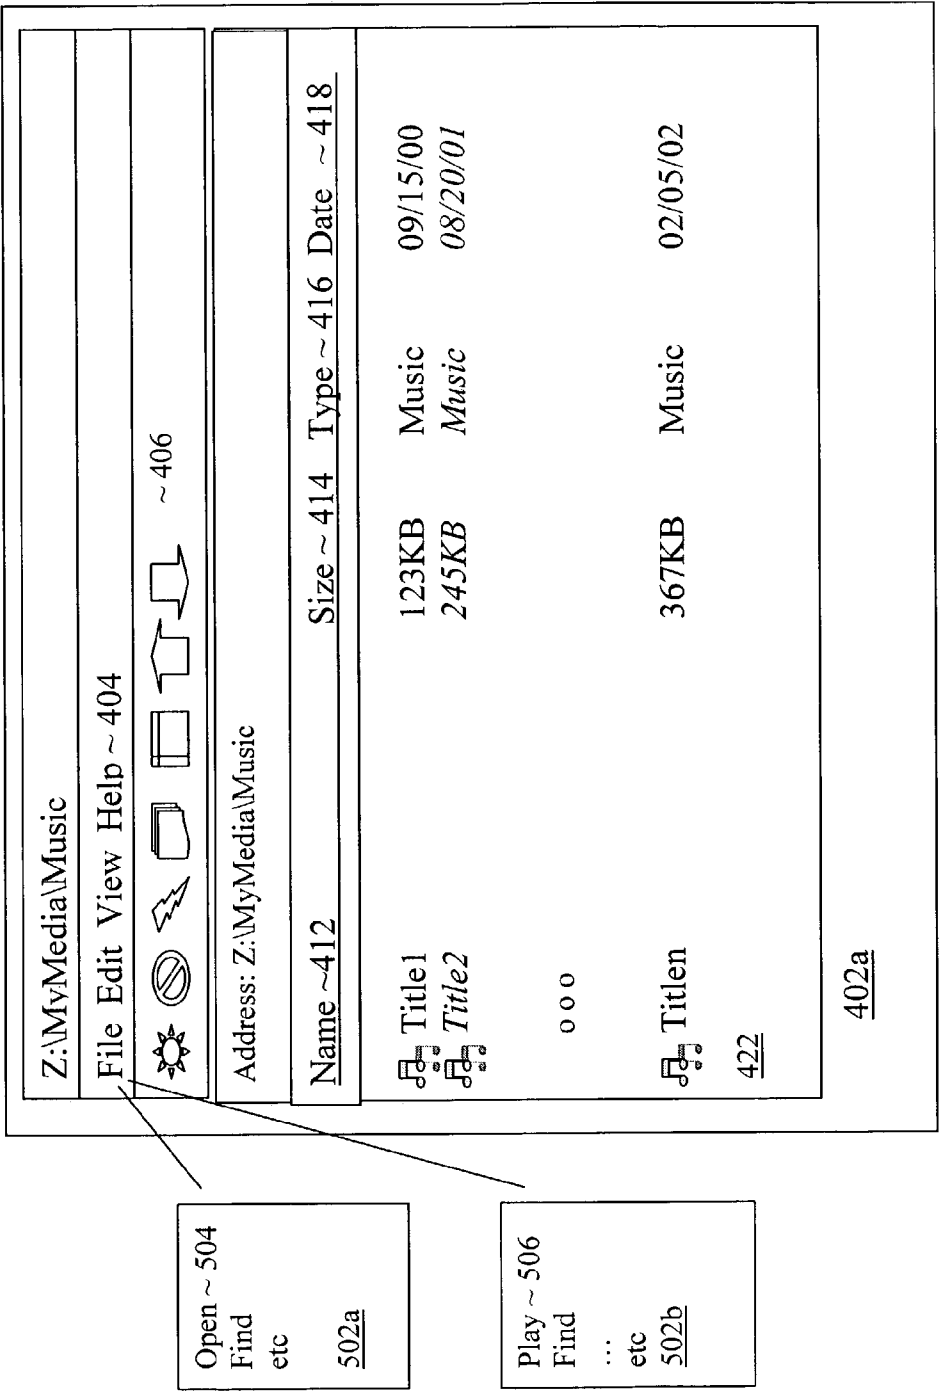 Z:\MyMedia\Music
File Edit View Help ~ 404
~ 406
Address: Z:\MyMedia\Music
Name ~412 Size ~ 414 Type ~ 416 Date ~ 418
Title1 123KB Music 09/15/00
Title2 245KB Music 08/20/01
o o o
Titlen 367KB Music 02/05/02
422
402a
Open ~ 504
Find
etc
502a
Play ~ 506
Find
...
etc
502b